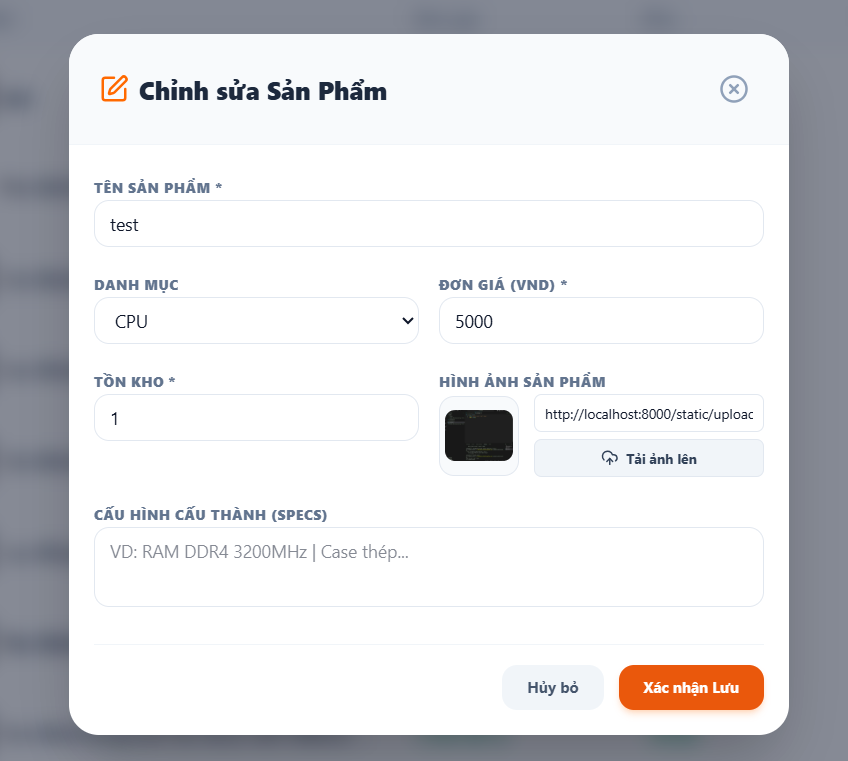 Chỉnh sửa Sản Phẩm
TÊN SẢN PHẨM *
test
DANH MỤC
ĐƠN GIÁ (VND) *
CPU
5000
TỒN KHO *
HÌNH ẢNH SẢN PHẨM
1
http://localhost:8000/static/uploac
Tải ảnh lên
CẤU HÌNH CẤU THÀNH (SPECS)
VD: RAM DDR4 3200MHz | Case thép...
Hủy bỏ
Xác nhận Lưu